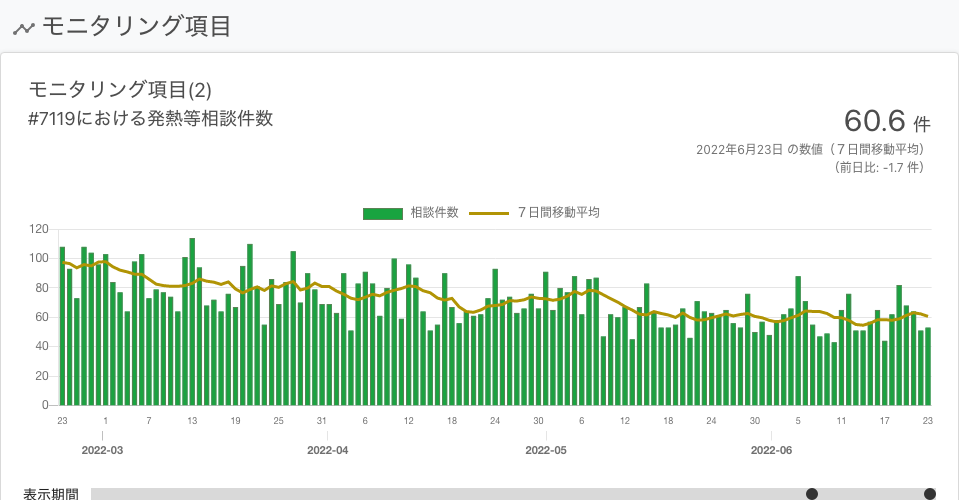 モニタリング項目
モニタリング項目(2)
#7119における発熱等相談件数
60.6 件
2022年6月23日 の数値（７日間移動平均）
（前日比: -1.7 件）
相談件数 ７日間移動平均
120
100
80
60
40
20
0
23 1 7 13 19 25 31 6 12 18 24 30 6 12 18 24 30 5 11 17 23
2022-03 2022-04 2022-05 2022-06
表示期間